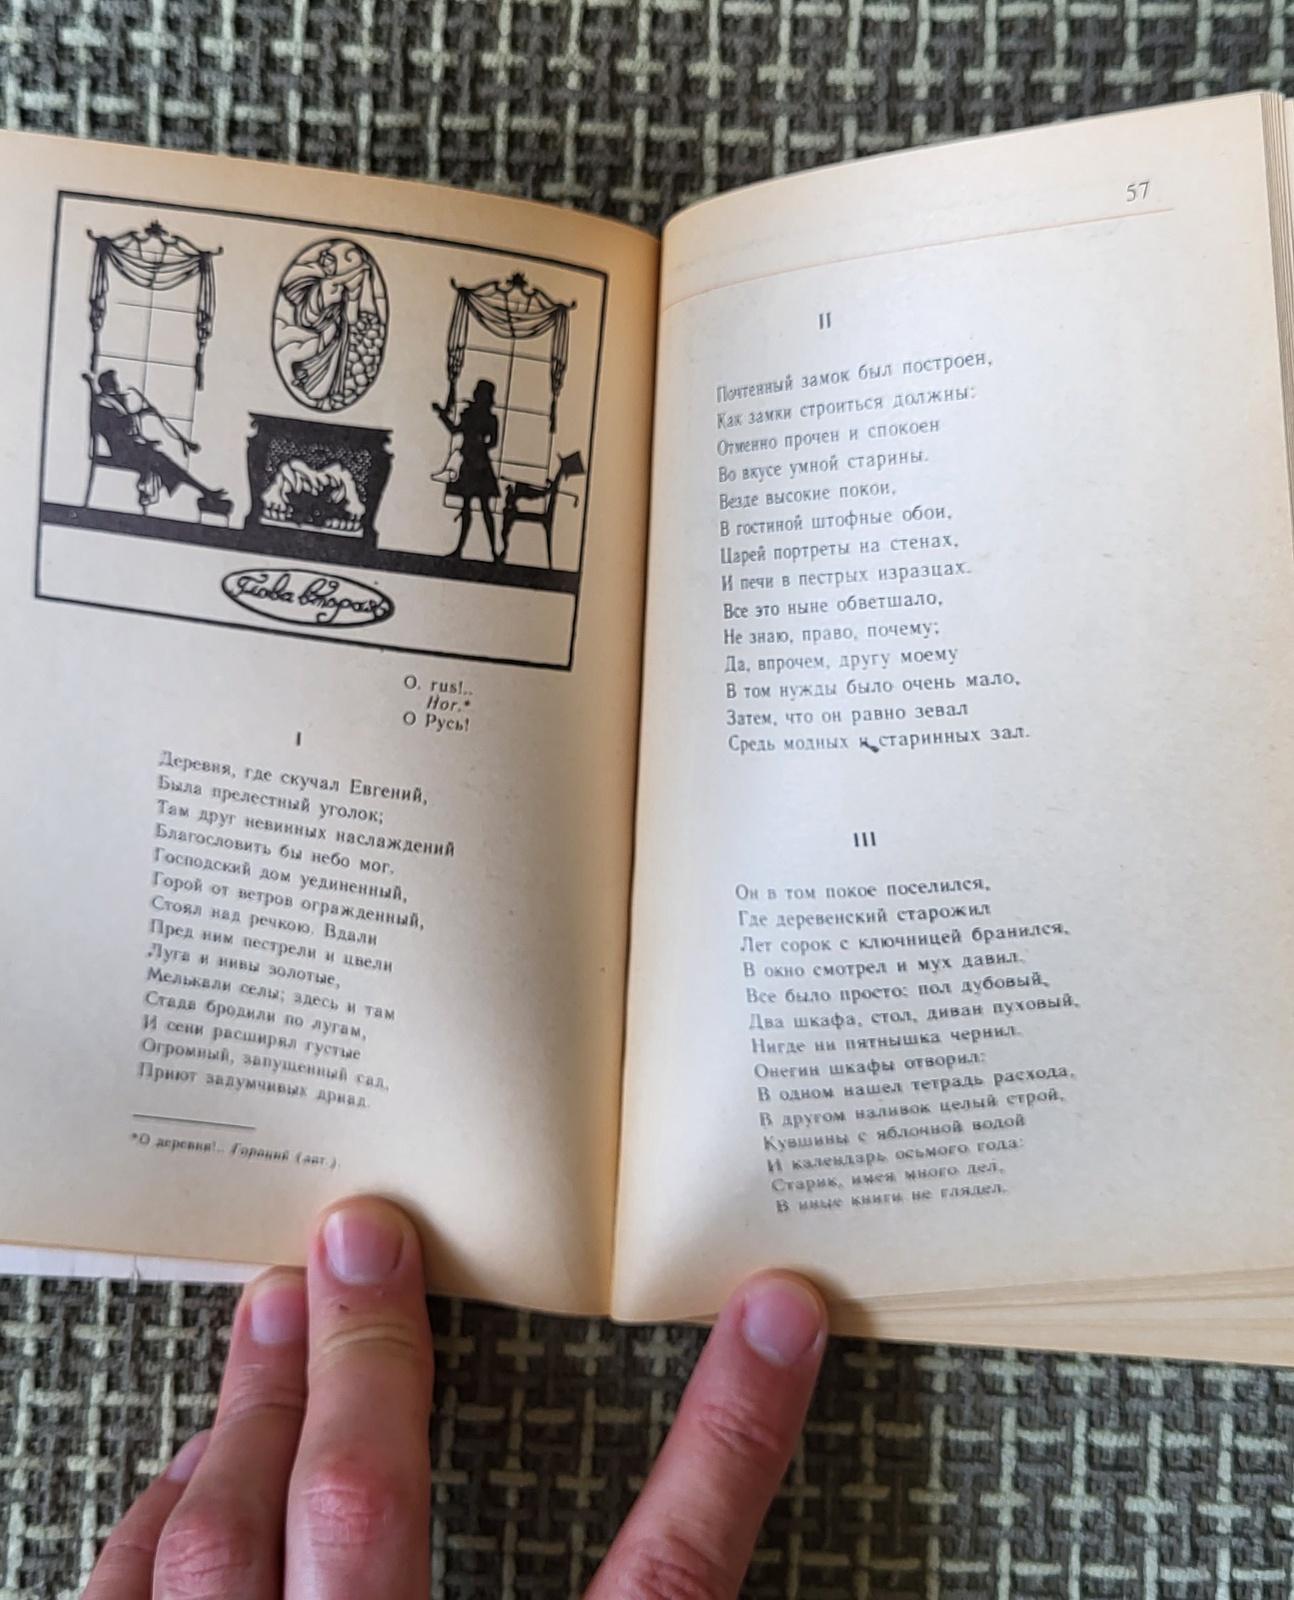 Глава вторая
О, rus!..
Hor.*
О Русь!
I
Деревня, где скучал Евгений,
Была прелестный уголок;
Там друг невинных наслаждений
Благословить бы небо мог.
Господский дом уединенный,
Горой от ветров огражденный,
Стоял над речкою. Вдали
Пред ним пестрели и цвели
Луга и нивы золотые,
Мелькали селы; здесь и там
Стада бродили по лугам,
И сени расширял густые
Огромный, запущенный сад,
Приют задумчивых дриад.
*О деревня!.. Гораций (лат.).
57
II
Почтенный замок был построен,
Как замки строиться должны:
Отменно прочен и спокоен
Во вкусе умной старины.
Везде высокие покои,
В гостиной штофные обои,
Царей портреты на стенах,
И печи в пестрых изразцах.
Все это ныне обветшало,
Не знаю, право, почему;
Да, впрочем, другу моему
В том нужды было очень мало,
Затем, что он равно зевал
Средь модных и старинных зал.
III
Он в том покое поселился,
Где деревенский старожил
Лет сорок с ключницей бранился,
В окно смотрел и мух давил.
Все было просто: пол дубовый,
Два шкафа, стол, диван пуховый,
Нигде ни пятнышка чернил.
Онегин шкафы отворил:
В одном нашел тетрадь расхода,
В другом наливок целый строй,
Кувшины с яблочной водой
И календарь осьмого года:
Старик, имея много дел,
В иные книги не глядел.